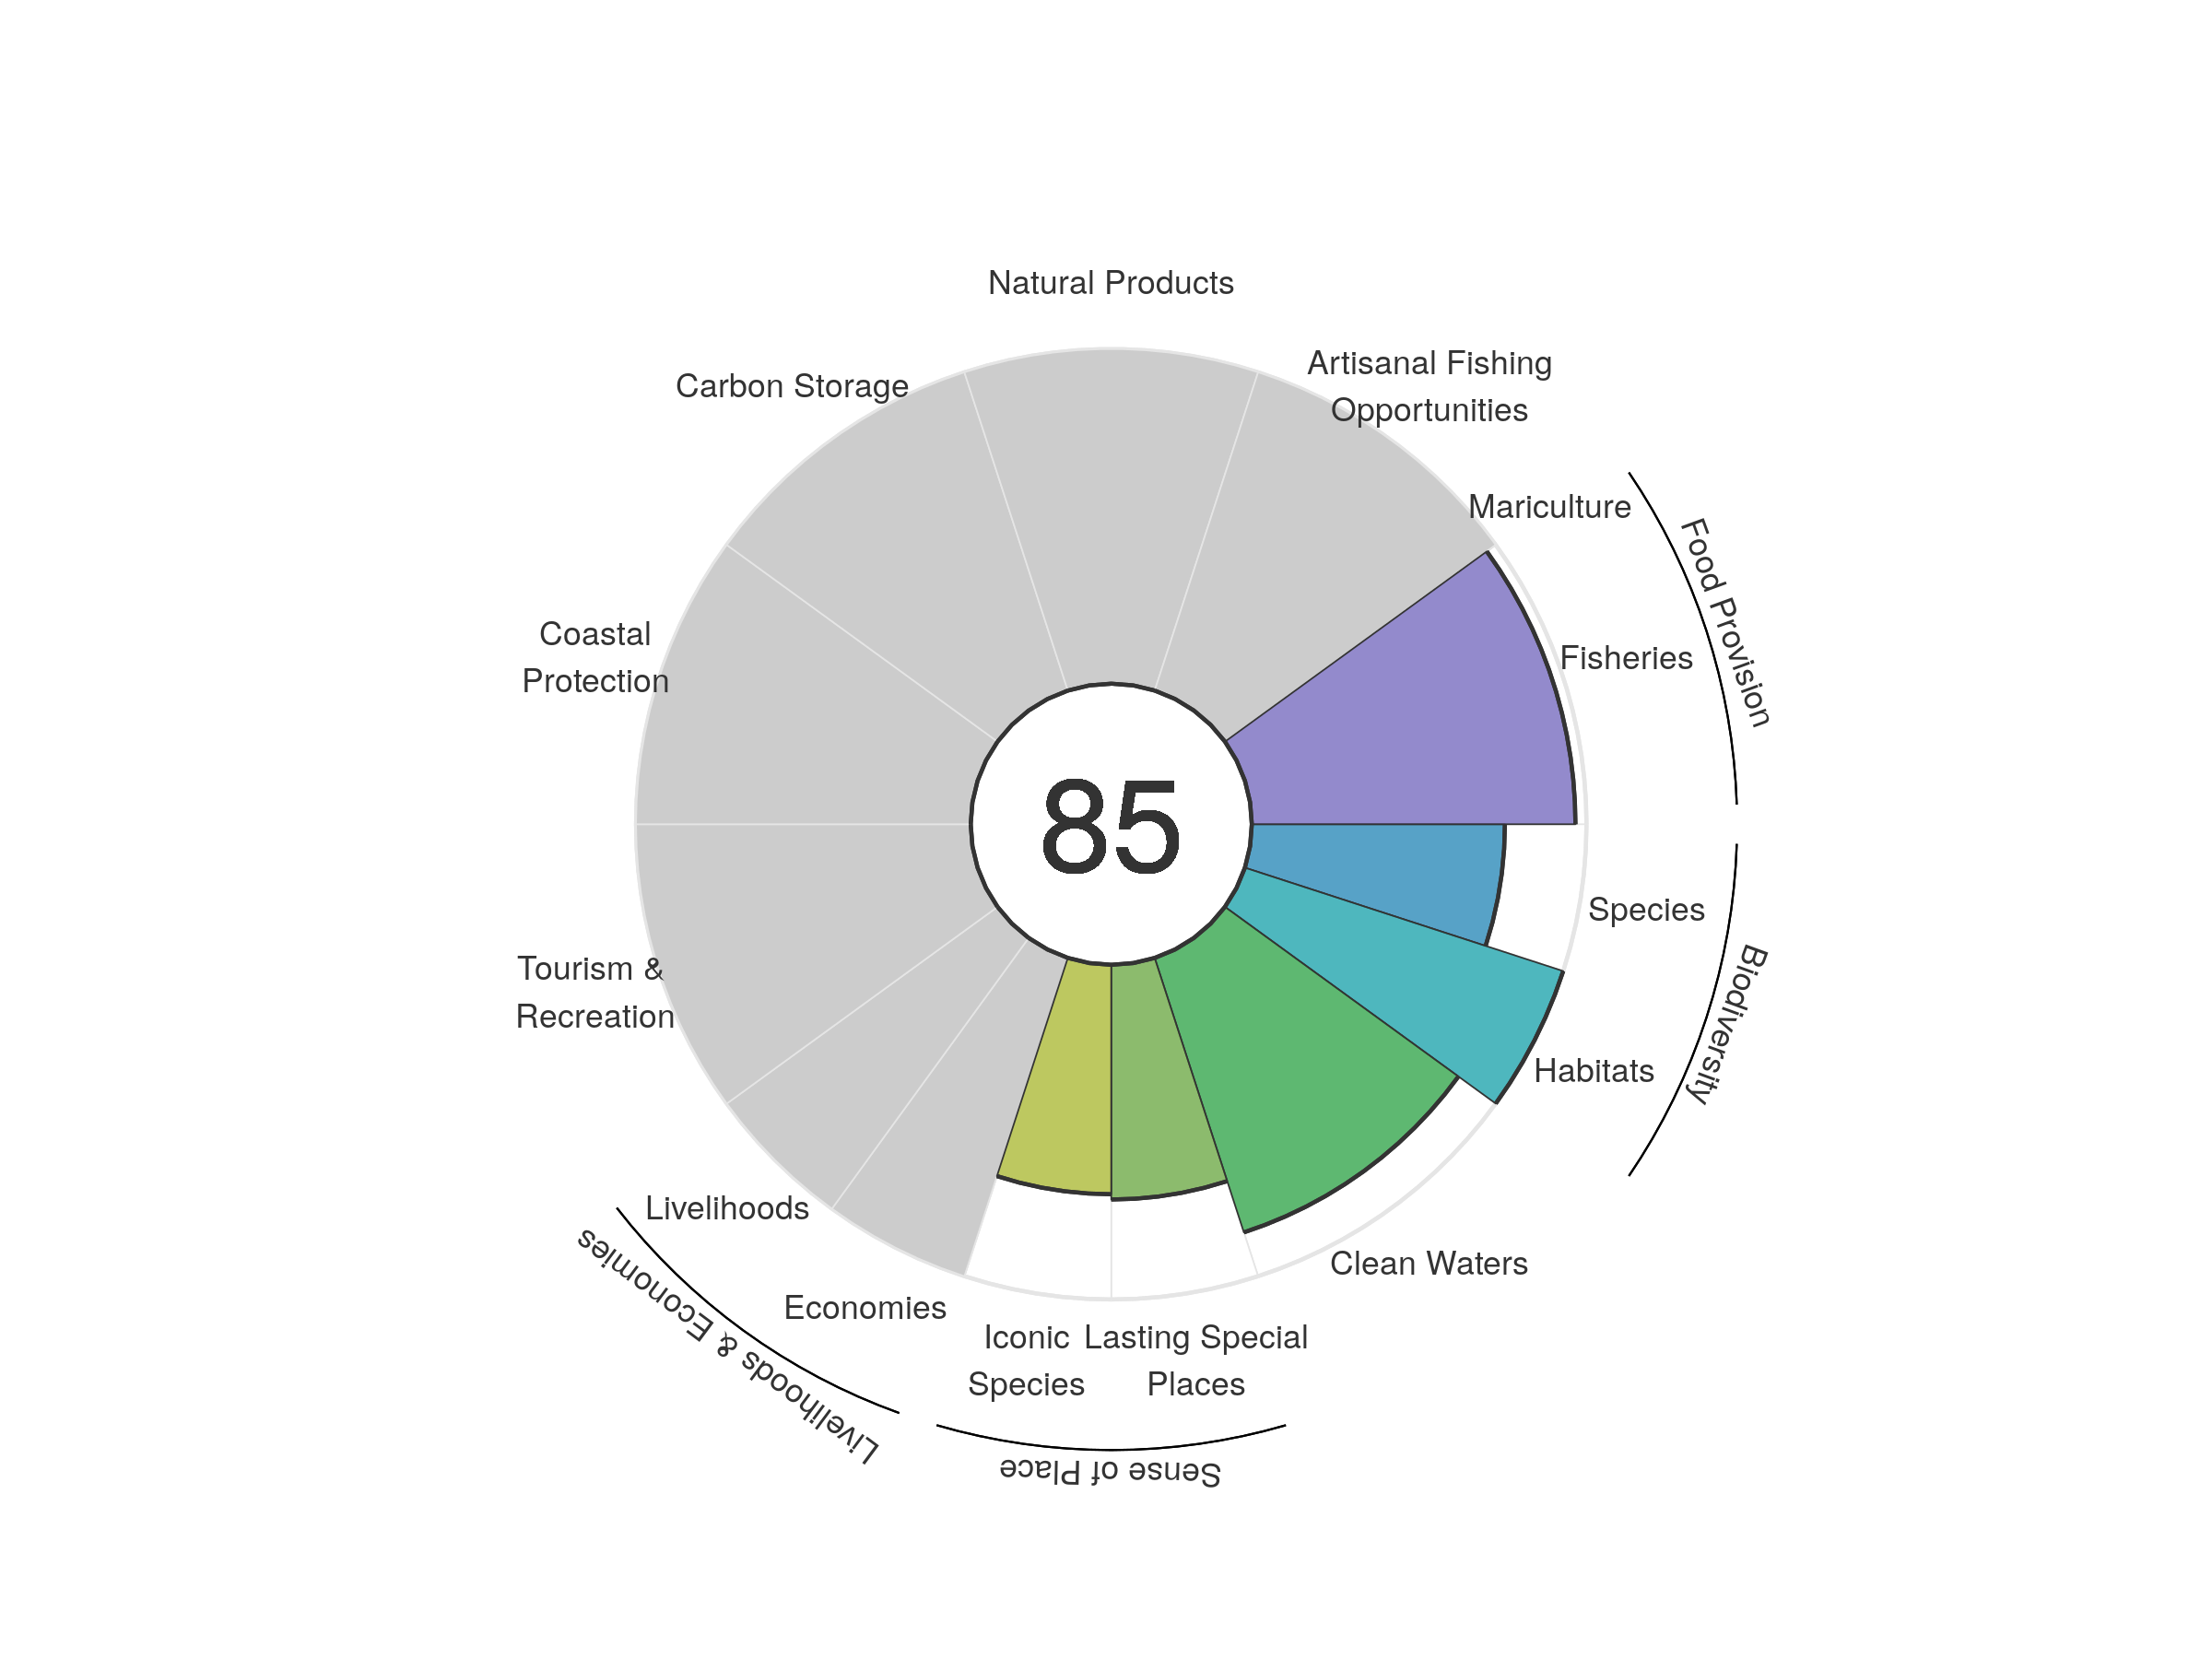 Natural Products
Artisanal Fishing
Opportunities
Carbon Storage
Mariculture
Food Provision
Fisheries
Coastal
Protection
85
Species
Biodiversity
Tourism &
Recreation
Habitats
Livelihoods
Livelihoods & Economies
Clean Waters
Economies
Iconic
Species
Lasting Special
Places
Sense of Place